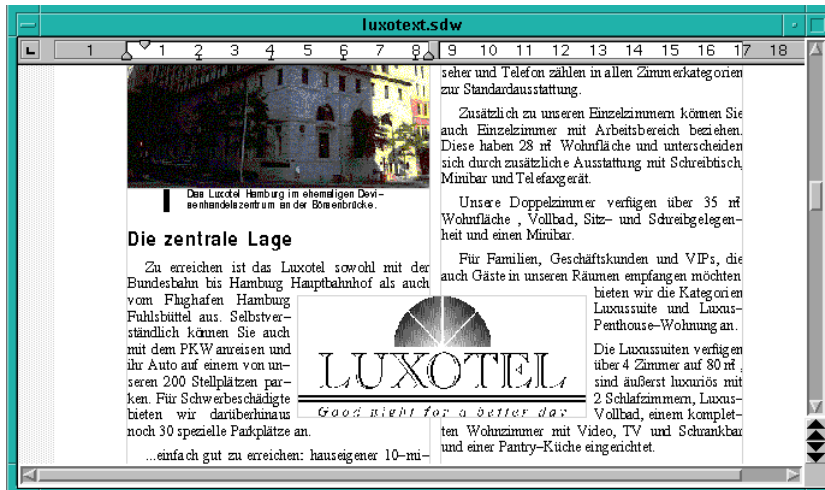 luxotext.sdw
1 1 2 3 4 5 6 7 8 9 10 11 12 13 14 15 16 17 18
Das Luxotel Hamburg im ehemaligen Devi-
senhandelszentrum an der Börsenbrücke.
Die zentrale Lage
Zu erreichen ist das Luxotel sowohl mit der
Bundesbahn bis Hamburg Hauptbahnhof als auch
vom Flughafen Hamburg
Fuhlsbüttel aus. Selbstver-
ständlich können Sie auch
mit dem PKW anreisen und
ihr Auto auf einem von un-
seren 200 Stellplätzen par-
ken. Für Schwerbeschädigte
bieten wir darüberhinaus
noch 30 spezielle Parkplätze an.
...einfach gut zu erreichen: hauseigener 10-mi-
LUXOTEL
Good night for a better day
seher und Telefon zählen in allen Zimmerkategorien
zur Standardausstattung.
Zusätzlich zu unseren Einzelzimmern können Sie
auch Einzelzimmer mit Arbeitsbereich beziehen.
Diese haben 28 m² Wohnfläche und unterscheiden
sich durch zusätzliche Ausstattung mit Schreibtisch,
Minibar und Telefaxgerät.
Unsere Doppelzimmer verfügen über 35 m²
Wohnfläche , Vollbad, Sitz- und Schreibgelegen-
heit und einen Minibar.
Für Familien, Geschäftskunden und VIPs, die
auch Gäste in unseren Räumen empfangen möchten
bieten wir die Kategorien
Luxussuite und Luxus-
Penthouse-Wohnung an.
Die Luxussuiten verfügen
über 4 Zimmer auf 80 m² ,
sind äußerst luxuriös mit
2 Schlafzimmern, Luxus-
Vollbad, einem komplet-
ten Wohnzimmer mit Video, TV und Schrankbar
und einer Pantry-Küche eingerichtet.